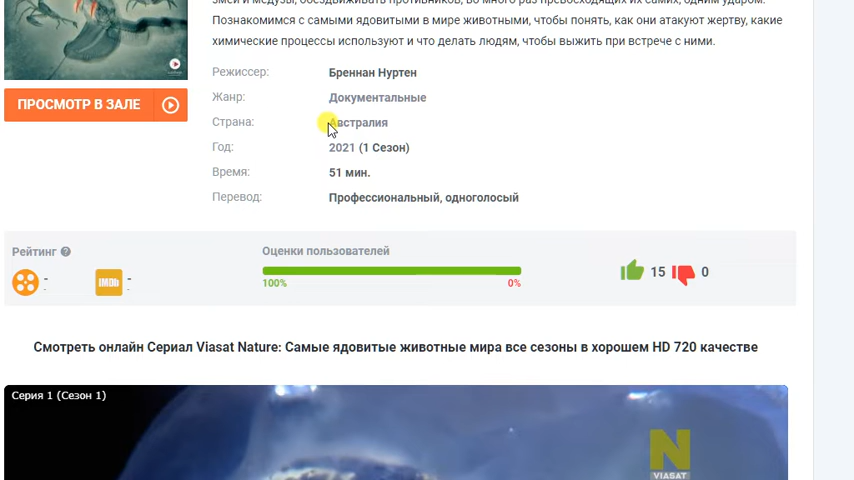 змеи и медузы, обездвиживать противников, во много раз превосходящих их самих, одним ударом.
Познакомимся с самыми ядовитыми в мире животными, чтобы понять, как они атакуют жертву, какие
химические процессы используют и что делать людям, чтобы выжить при встрече с ними.
ПРОСМОТР В ЗАЛЕ
Режиссер: Бреннан Нуртен
Жанр: Документальные
Страна: Австралия
Год: 2021 (1 Сезон)
Время: 51 мин.
Перевод: Профессиональный, одноголосый
Рейтинг ?
- -
IMDb - -
Оценки пользователей
100% 0%
15 0
Смотреть онлайн Сериал Viasat Nature: Самые ядовитые животные мира все сезоны в хорошем HD 720 качестве
Серия 1 (Сезон 1)
N
VIASAT